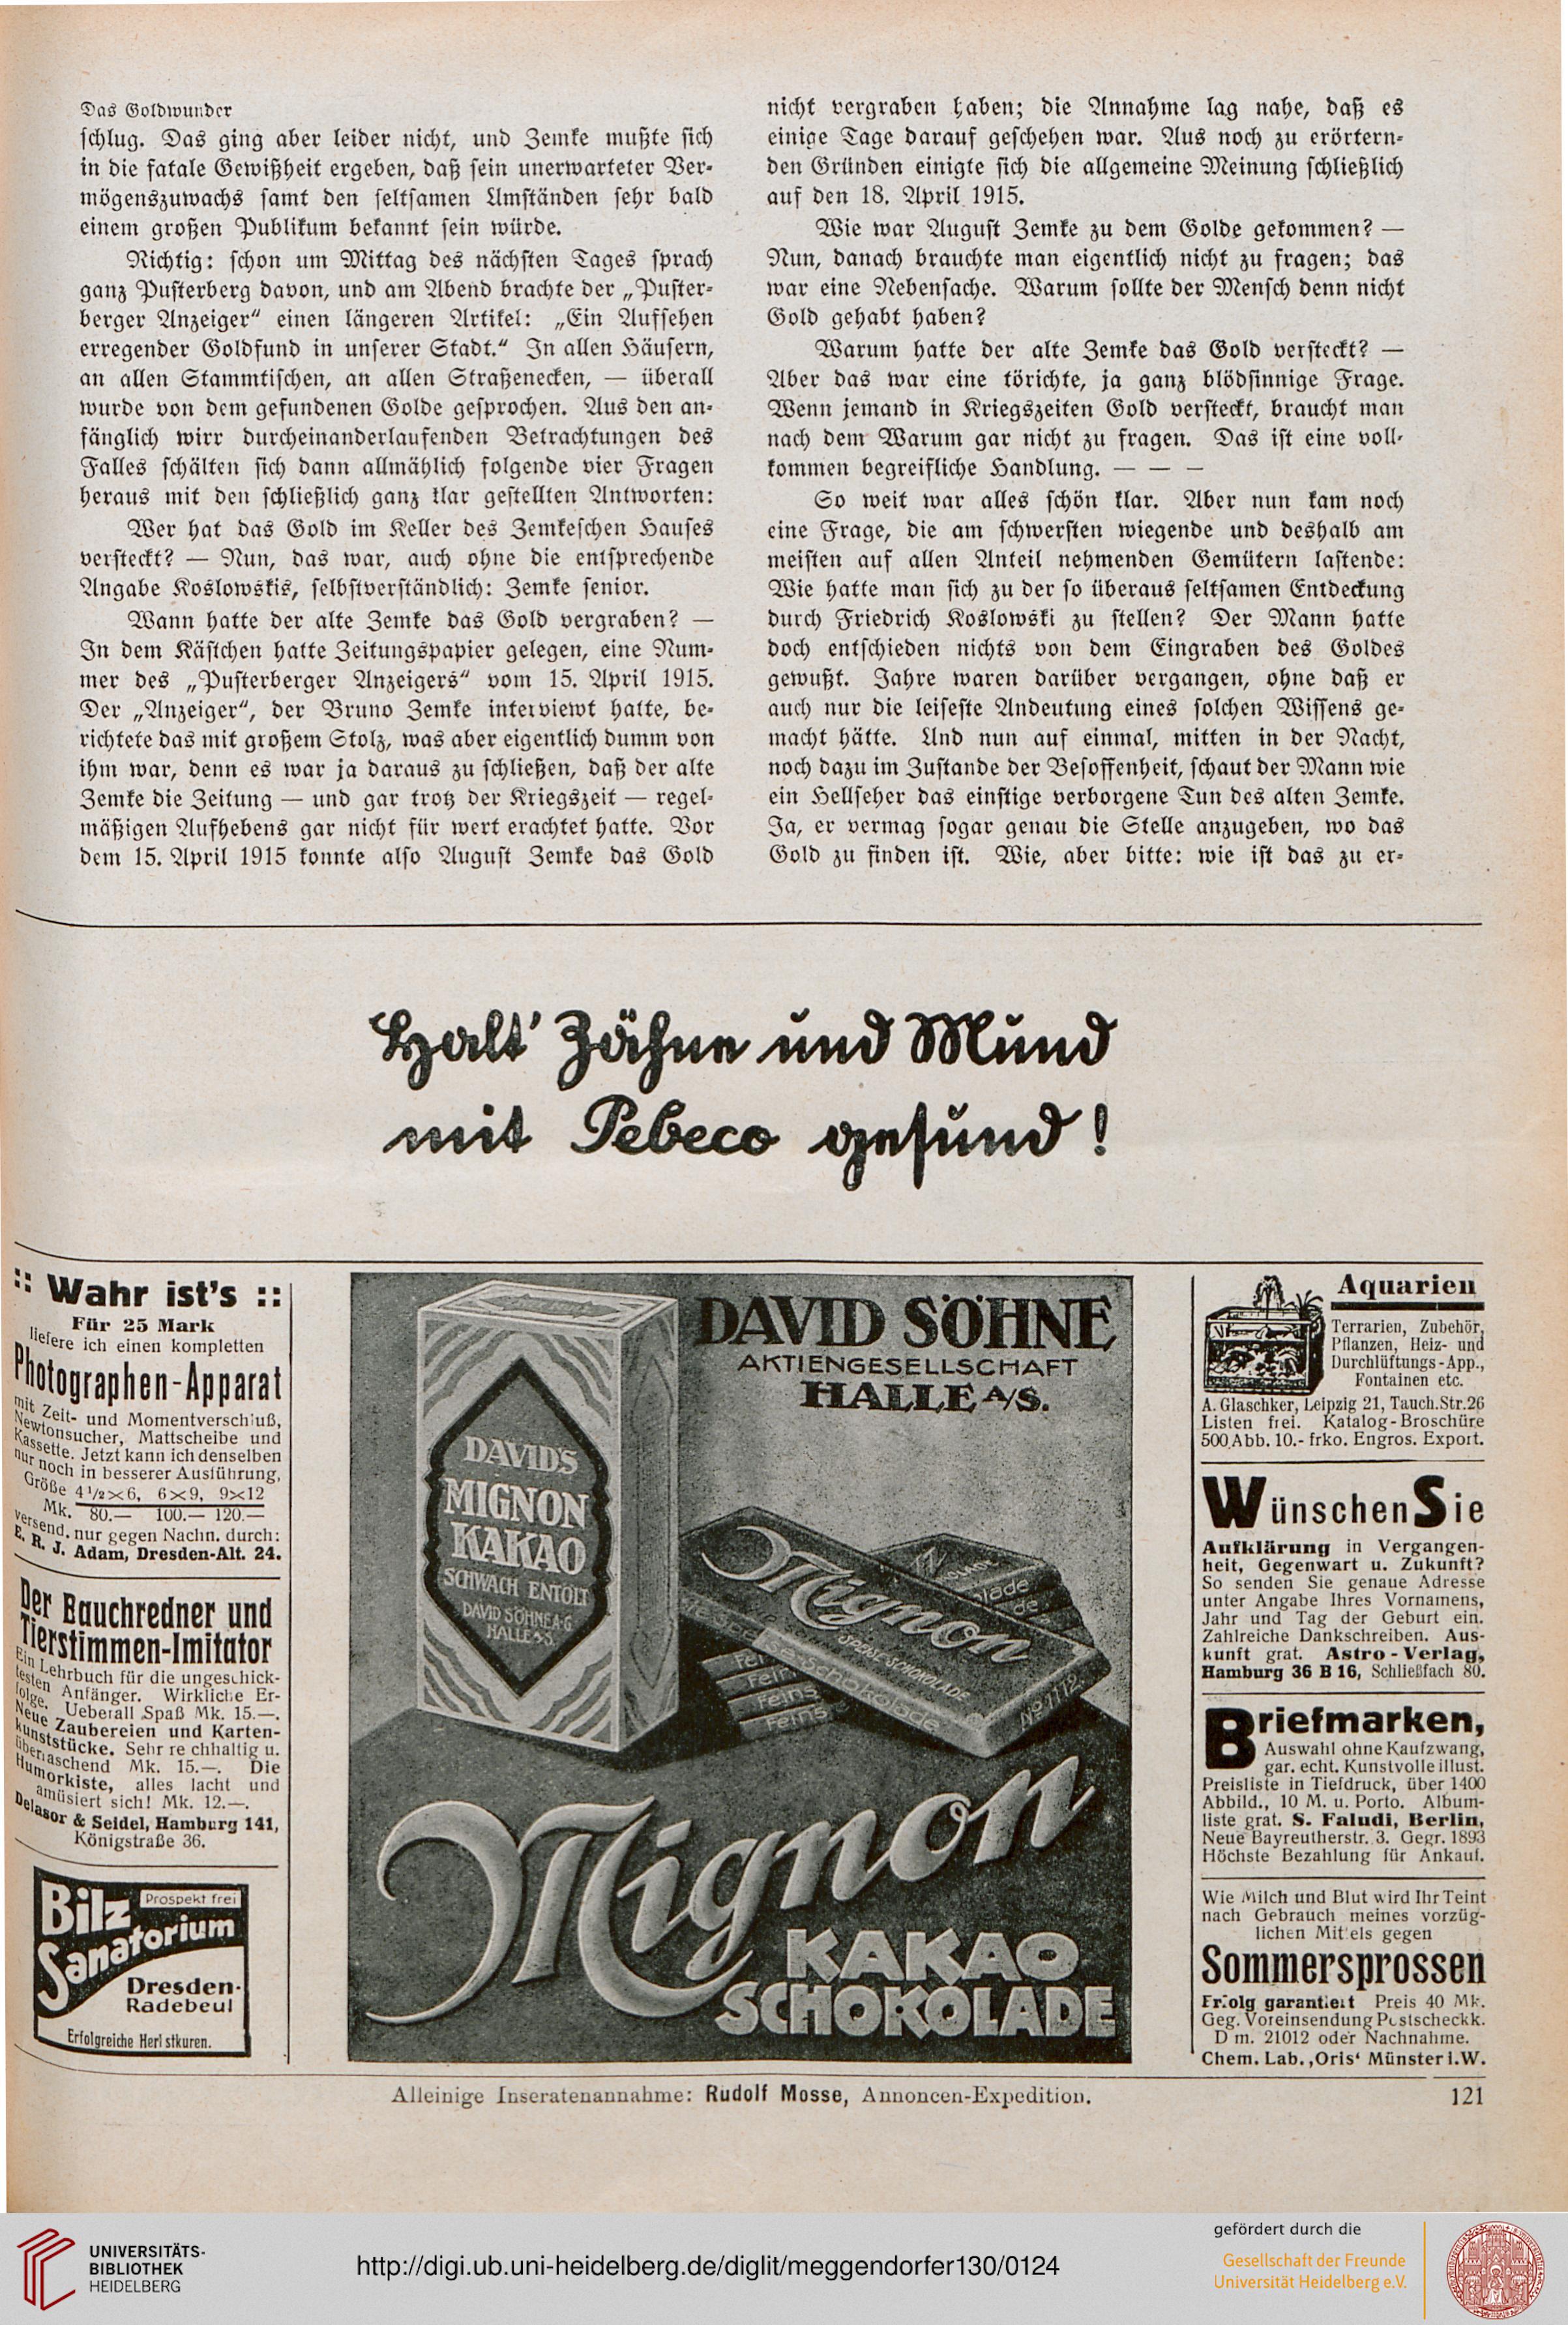 Das Goldwunder
schlug. Das ging aber leider nicht, und Zemke mußte sich
in die fatale Gewißheit ergeben, daß sein unerwarteter Ver-
mögenszuwachs samt den seltsamen Umständen sehr bald
einem großen Publikum bekannt sein würde.
Richtig: schon um Mittag des nächsten Tages sprach
ganz Pusterberg davon, und am Abend brachte der „Puster-
berger Anzeiger“ einen längeren Artikel: „Ein Aufsehen
erregender Goldfund in unserer Stadt.“ In allen Häusern,
an allen Stammtischen, an allen Straßenecken, — überall
wurde von dem gefundenen Golde gesprochen. Aus den an-
fänglich wirr durcheinanderlaufenden Betrachtungen des
Falles schälten sich dann allmählich folgende vier Fragen
heraus mit den schließlich ganz klar gestellten Antworten:
Wer hat das Gold im Keller des Zemkeschen Hauses
versteckt? — Nun, das war, auch ohne die entsprechende
Angabe Koslowskis, selbstverständlich: Zemke senior.
Wann hatte der alte Zemke das Gold vergraben? —
In dem Kästchen hatte Zeitungspapier gelegen, eine Num-
mer des „Pusterberger Anzeigers“ vom 15. April 1915.
Der „Anzeiger“, der Bruno Zemke interviewt hatte, be-
richtete das mit großem Stolz, was aber eigentlich dumm von
ihm war, denn es war ja daraus zu schließen, daß der alte
Zemke die Zeitung — und gar trotz der Kriegszeit — regel-
mäßigen Aufhebens gar nicht für wert erachtet hatte. Vor
dem 15. April 1915 konnte also August Zemke das Gold
nicht vergraben haben; die Annahme lag nahe, daß es
einige Tage darauf geschehen war. Aus noch zu erörtern-
den Gründen einigte sich die allgemeine Meinung schließlich
auf den 18. April 1915.
Wie war August Zemke zu dem Golde gekommen? —
Nun, danach brauchte man eigentlich nicht zu fragen; das
war eine Nebensache. Warum sollte der Mensch denn nicht
Gold gehabt haben?
Warum hatte der alte Zemke das Gold versteckt? —
Aber das war eine törichte, ja ganz blödsinnige Frage.
Wenn jemand in Kriegszeiten Gold versteckt, braucht man
nach dem Warum gar nicht zu fragen. Das ist eine voll-
kommen begreifliche Handlung. — — —
So weit war alles schön klar. Aber nun kam noch
eine Frage, die am schwersten wiegende und deshalb am
meisten auf allen Anteil nehmenden Gemütern lastende:
Wie hatte man sich zu der so überaus seltsamen Entdeckung
durch Friedrich Koslowski zu stellen? Der Mann hatte
doch entschieden nichts von dem Eingraben des Goldes
gewußt. Jahre waren darüber vergangen, ohne daß er
auch nur die leiseste Andeutung eines solchen Wissens ge-
macht hätte. Und nun auf einmal, mitten in der Nacht,
noch dazu im Zustande der Besoffenheit, schaut der Mann wie
ein Hellseher das einstige verborgene Tun des alten Zemke.
Ja, er vermag sogar genau die Stelle anzugeben, wo das
Gold zu finden ist. Wie, aber bitte: wie ist das zu er-
Halt' Zähne und Mund
mit Pebeco gesund!
:: Wahr ist's ::
Für 25 Mark
liefere ich einen kompletten
Photographen-Apparat
mit Zeit- und Momentverschluß,
Newtonsucher, Mattscheibe und
Kassette. Jetzt kann ich denselben
nur noch in besserer Ausführung,
Größe 4½×6, 6×9, 9×12
Mk. 80.— 100.— 120.—
versend. nur gegen Nachn. durch:
E. R. J. Adam, Dresden-Alt. 24.
Der Bauchredner und
Tierstimmen-Imitator
Ein Lehrbuch für die ungeschick-
testen Anfänger. Wirkliche Er-
folge. Ueberall Spaß Mk. 15.—.
Neue Zaubereien und Karten-
kunststücke. Sehr reichhaltig u.
überraschend Mk. 15.—. Die
Humorkiste, alles lacht und
amüsiert sich! Mk. 12.—.
Delasor & Seidel, Hamburg 141,
Königstraße 36.
Bilz
Prospekt frei
Sanatorium
Dresden-
Radebeul
Erfolgreiche Herbstkuren.
DAVID SÖHNE
AKTIENGESELLSCHAFT
HALLE A/S.
DAVID'S
MIGNON
KAKAO
SCHWACH ENTÖLT
DAVID SÖHNE A-G
HALLE A/S
Mignon
SPEISE-SCHOKOLADE
No 1112
Mignon
KAKAO
SCHOKOLADE
Aquarien
Terrarien, Zubehör,
Pflanzen, Heiz- und
Durchlüftungs-App.,
Fontainen etc.
A. Glaschker, Leipzig 21, Tauch.Str.26
Listen frei. Katalog-Broschüre
500 Abb. 10.- frko. Engros. Export.
Wünschen Sie
Aufklärung in Vergangen-
heit, Gegenwart u. Zukunft?
So senden Sie genaue Adresse
unter Angabe Ihres Vornamens,
Jahr und Tag der Geburt ein.
Zahlreiche Dankschreiben. Aus-
kunft grat. Astro-Verlag,
Hamburg 36 B 16, Schließfach 80.
Briefmarken,
Auswahl ohne Kaufzwang,
gar. echt. Kunstvolle illust.
Preisliste in Tiefdruck, über 1400
Abbild., 10 M. u. Porto. Album-
liste grat. S. Faludi, Berlin,
Neue Bayreutherstr. 3. Gegr. 1893
Höchste Bezahlung für Ankauf.
Wie Milch und Blut wird Ihr Teint
nach Gebrauch meines vorzüg-
lichen Mittels gegen
Sommersprossen
Erfolg garantiert Preis 40 Mk.
Geg. Voreinsendung Postscheckk.
Dm. 21012 oder Nachnahme.
Chem. Lab. ,Oris' Münster i.W.
Alleinige Inseratenannahme: Rudolf Mosse, Annoncen-Expedition.
121
UNIVERSITÄTS-
BIBLIOTHEK
HEIDELBERG
http://digi.ub.uni-heidelberg.de/diglit/meggendorfer130/0124
gefördert durch die
Gesellschaft der Freunde
Universität Heidelberg e.V.